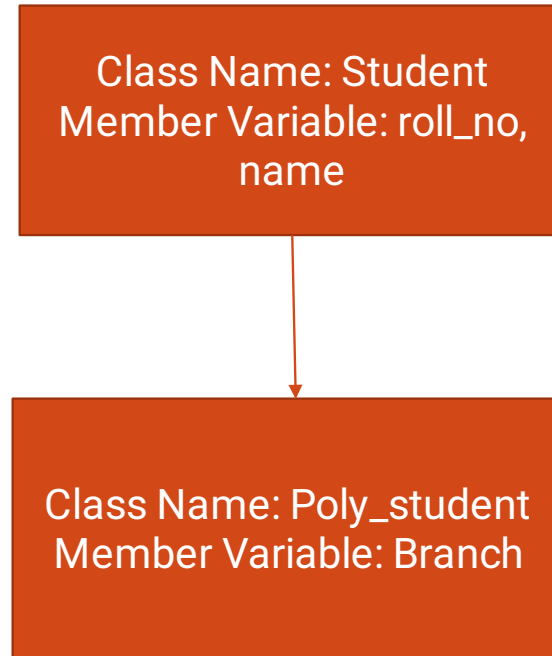 Class Name: Student
Member Variable: roll_no,
name
Class Name: Poly_student
Member Variable: Branch